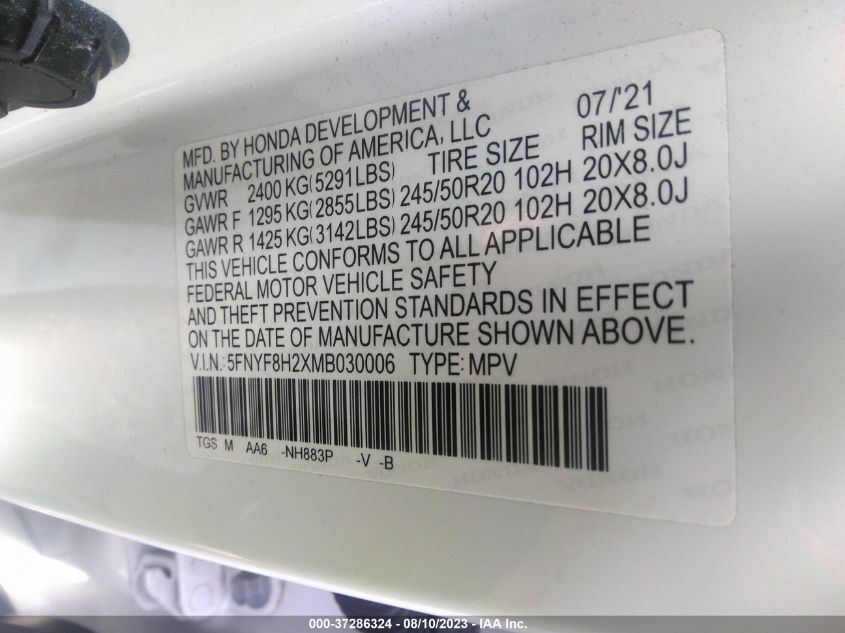 MFD. BY HONDA DEVELOPMENT & 07/'21
MANUFACTURING OF AMERICA, LLC
GVWR 2400 KG(5291LBS) TIRE SIZE RIM SIZE
GAWR F 1295 KG(2855LBS) 245/50R20 102H 20X8.0J
GAWR R 1425 KG(3142LBS) 245/50R20 102H 20X8.0J
THIS VEHICLE CONFORMS TO ALL APPLICABLE
FEDERAL MOTOR VEHICLE SAFETY
AND THEFT PREVENTION STANDARDS IN EFFECT
ON THE DATE OF MANUFACTURE SHOWN ABOVE.
V.I.N.: 5FNYF8H2XMB030006 TYPE: MPV
TGS M AA6 -NH883P -V -B
000-37286324 - 08/10/2023 - IAA Inc.